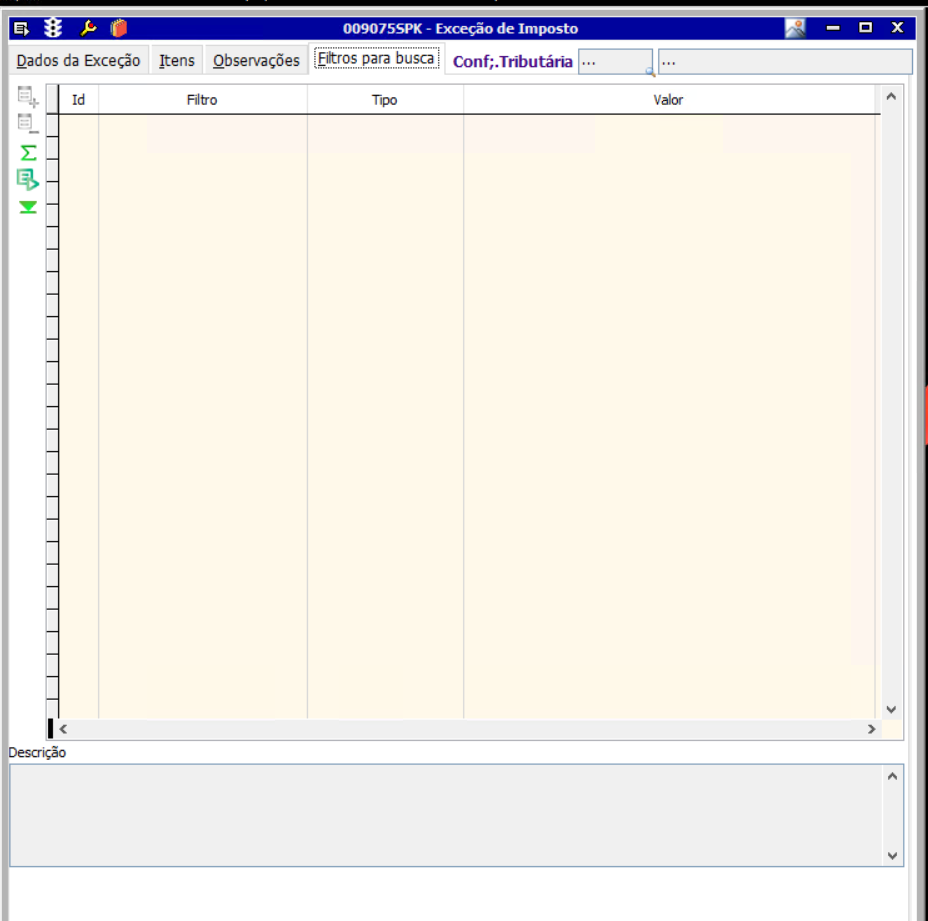 009075SPK - Exceção de Imposto
Dados da Exceção Itens Observações Filtros para busca Conf;.Tributária ... ...
Id Filtro Tipo Valor
Descrição